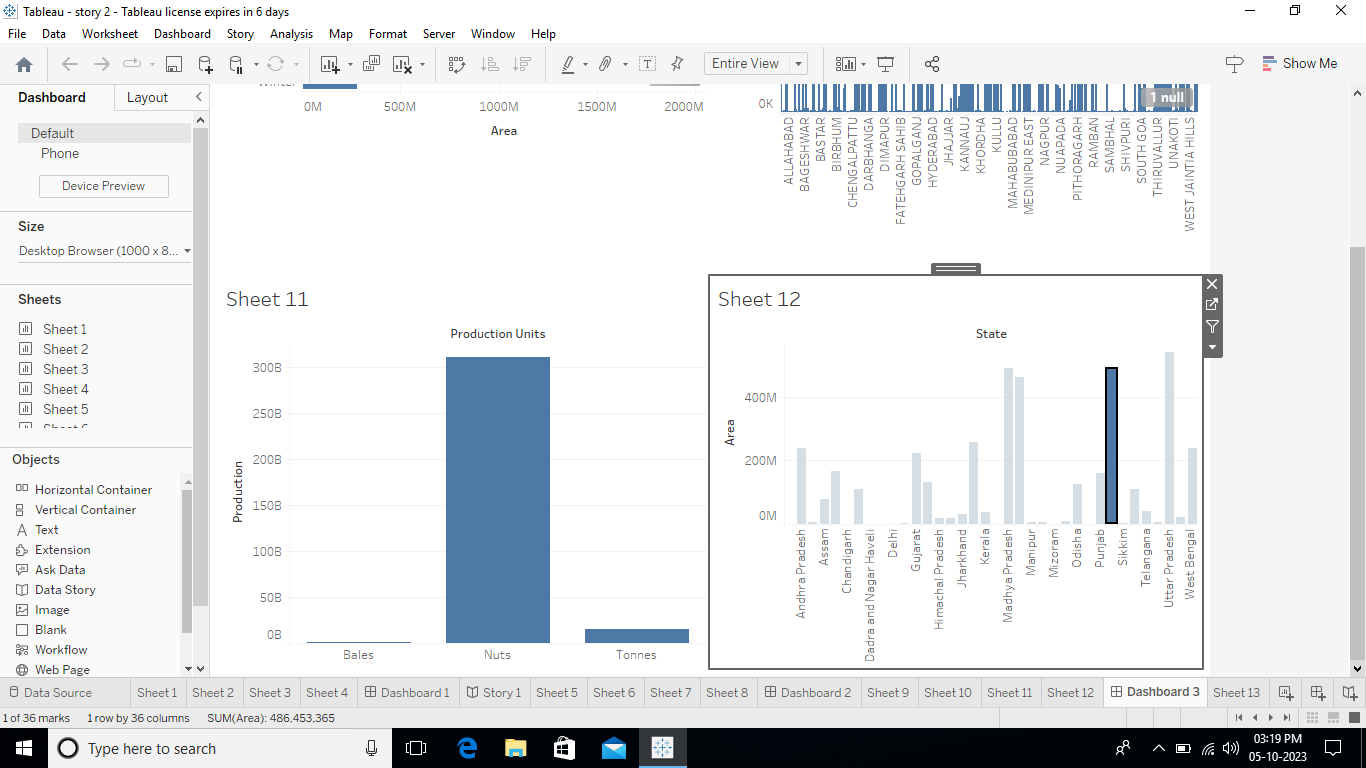 Tableau - story 2 - Tableau license expires in 6 days
File Data Worksheet Dashboard Story Analysis Map Format Server Window Help
Entire View
Show Me
Dashboard Layout
Default
Phone
Device Preview
Size
Desktop Browser (1000 x 8...
Sheets
Sheet 1
Sheet 2
Sheet 3
Sheet 4
Sheet 5
Objects
Horizontal Container
Vertical Container
Text
Extension
Ask Data
Data Story
Image
Blank
Workflow
Web Page
0M 500M 1000M 1500M 2000M
Area
0K
1 null
ALLAHABAD
BAGESHWAR
BASTAR
BIRBHUM
CHENGALPATTU
DARBHANGA
DIMAPUR
FATEHGARH SAHIB
GOPALGANJ
HYDERABAD
JHAJJAR
KANNAUJ
KHORDHA
KULLU
MAHABUBABAD
MEDINIPUR EAST
NAGPUR
NUAPADA
PITHORAGARH
RAMBAN
SAMBHAL
SHIVPURI
SOUTH GOA
THIRUVALLUR
UNAKOTI
WEST JAINTIA HILLS
Sheet 11
Production Units
Production
300B
250B
200B
150B
100B
50B
0B
Bales Nuts Tonnes
Sheet 12
State
Area
400M
200M
0M
Andhra Pradesh
Assam
Chandigarh
Dadra and Nagar Haveli
Delhi
Gujarat
Himachal Pradesh
Jharkhand
Kerala
Madhya Pradesh
Manipur
Mizoram
Odisha
Punjab
Sikkim
Telangana
Uttar Pradesh
West Bengal
Data Source Sheet 1 Sheet 2 Sheet 3 Sheet 4 Dashboard 1 Story 1 Sheet 5 Sheet 6 Sheet 7 Sheet 8 Dashboard 2 Sheet 9 Sheet 10 Sheet 11 Sheet 12 Dashboard 3 Sheet 13
1 of 36 marks 1 row by 36 columns SUM(Area): 486,453,365
Type here to search
03:19 PM
05-10-2023